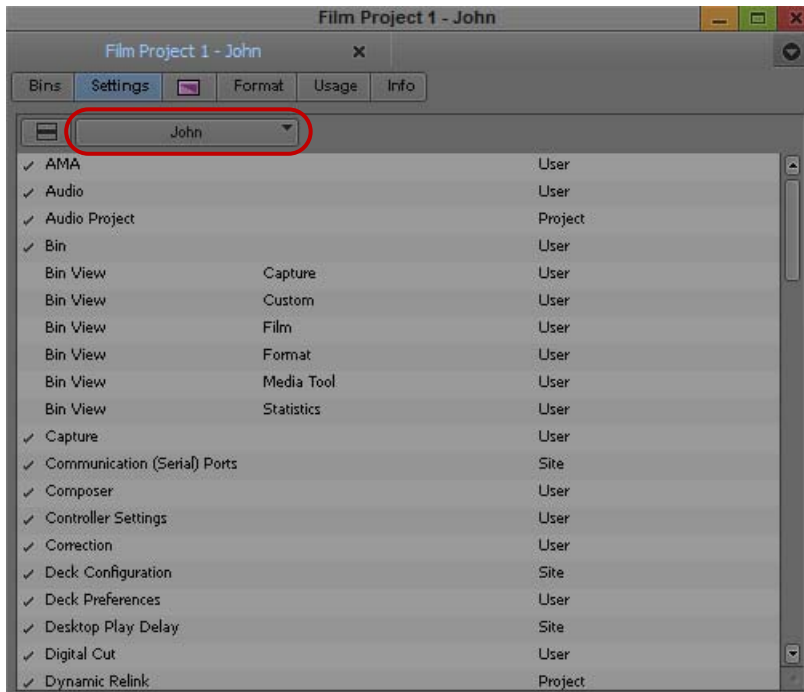 Film Project 1 - John
Film Project 1 - John
Bins Settings Format Usage Info
John
AMA User
Audio User
Audio Project Project
Bin User
Bin View Capture User
Bin View Custom User
Bin View Film User
Bin View Format User
Bin View Media Tool User
Bin View Statistics User
Capture User
Communication (Serial) Ports Site
Composer User
Controller Settings User
Correction User
Deck Configuration Site
Deck Preferences User
Desktop Play Delay Site
Digital Cut User
Dynamic Relink Project